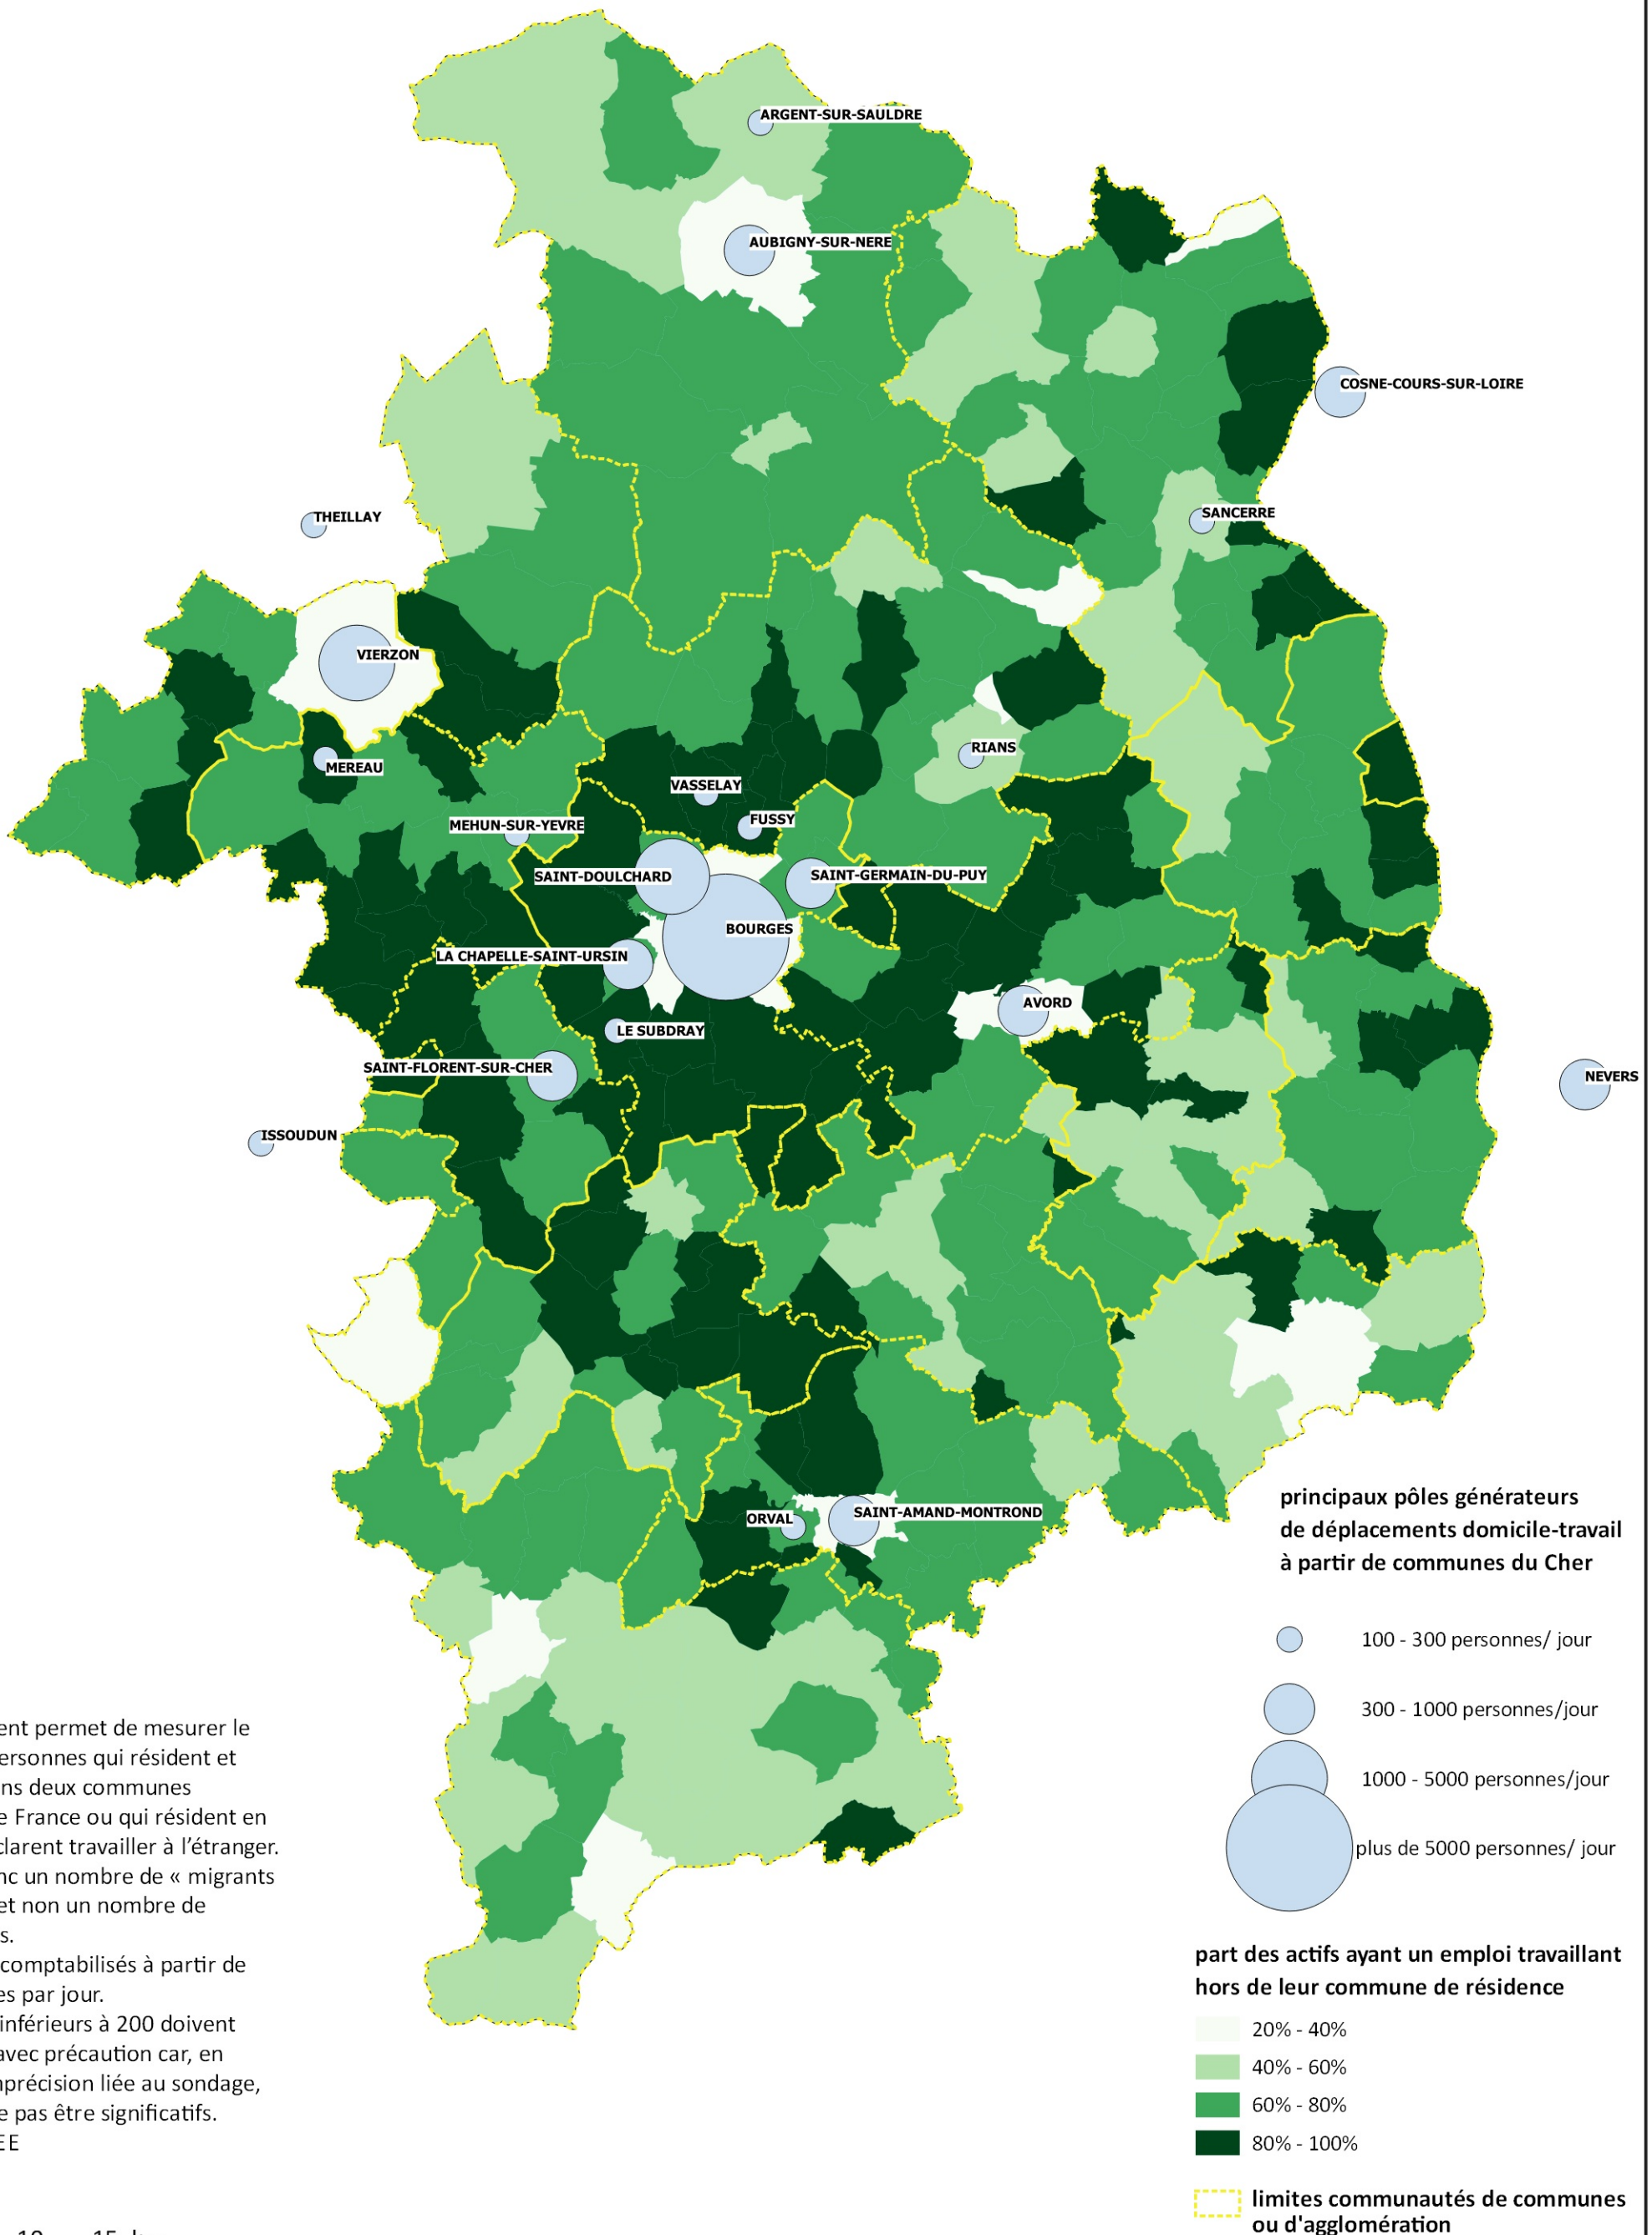 ARGENT-SUR-SAULDRE
AUBIGNY-SUR-NERE
COSNE-COURS-SUR-LOIRE
THEILLAY
SANCERRE
VIERZON
RIANS
MEREAU
VASSELAY
FUSSY
MEHUN-SUR-YEVRE
SAINT-DOULCHARD
SAINT-GERMAIN-DU-PUY
BOURGES
LA CHAPELLE-SAINT-URSIN
AVORD
LE SUBDRAY
SAINT-FLORENT-SUR-CHER
NEVERS
ISSOUDUN
ORVAL
SAINT-AMAND-MONTROND
principaux pôles générateurs
de déplacements domicile-travail
à partir de communes du Cher
100 - 300 personnes/ jour
300 - 1000 personnes/jour
1000 - 5000 personnes/jour
plus de 5000 personnes/ jour
part des actifs ayant un emploi travaillant
hors de leur commune de résidence
20% - 40%
40% - 60%
60% - 80%
80% - 100%
limites communautés de communes
ou d'agglomération
ent permet de mesurer le
ersonnes qui résident et
ns deux communes
e France ou qui résident en
clarent travailler à l’étranger.
nc un nombre de « migrants
et non un nombre de
s.
comptabilisés à partir de
es par jour.
inférieurs à 200 doivent
avec précaution car, en
nprécision liée au sondage,
e pas être significatifs.
EE